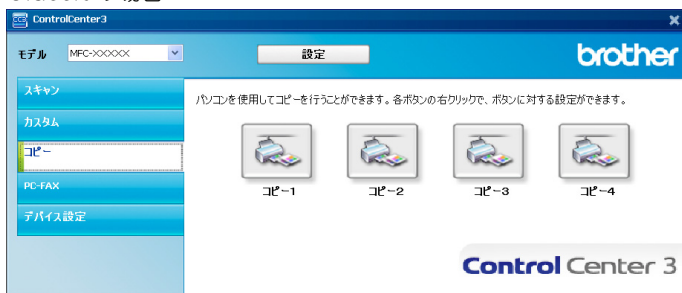 ControlCenter3
モデル MFC-XXXXXX 設定 brother
スキャン
カスタム
コピー
PC-FAX
デバイス設定
パソコンを使用してコピーを行うことができます。各ボタンの右クリックで、ボタンに対する設定ができます。
コピー1 コピー2 コピー3 コピー4
Control Center 3